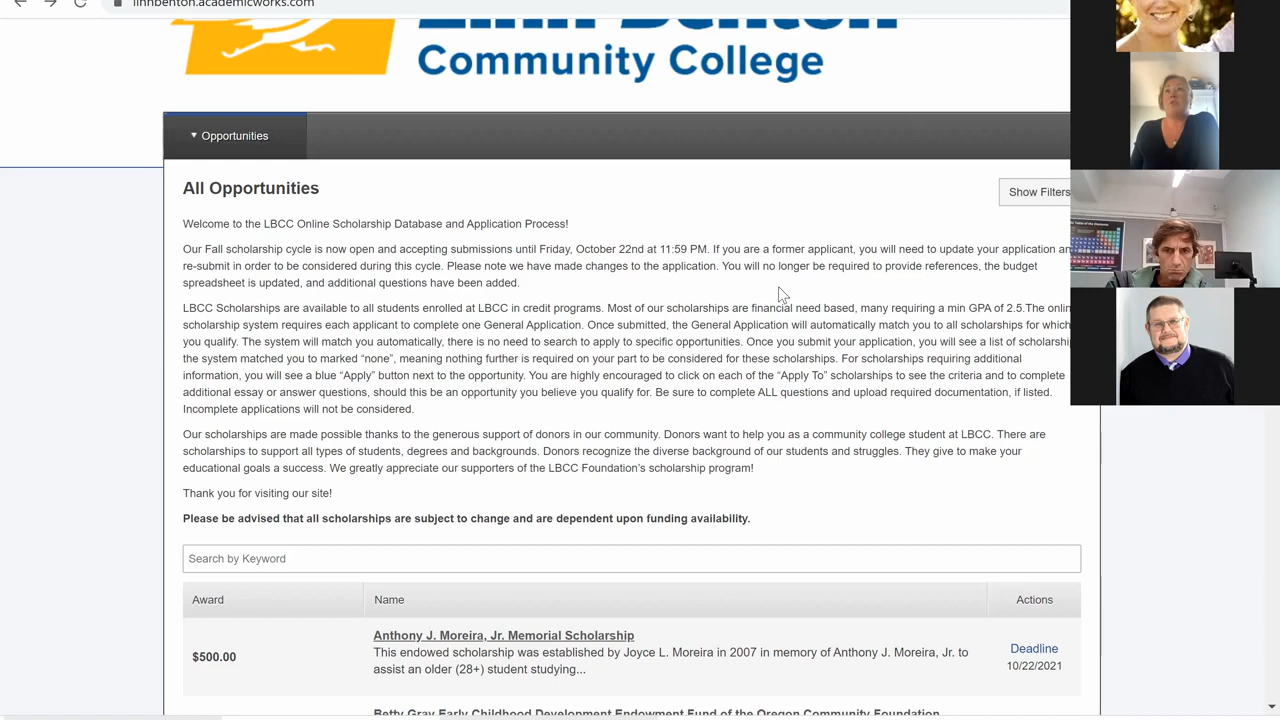 linnbenton.academicworks.com
Linn-Benton
Community College
Opportunities
All Opportunities
Show Filters
Welcome to the LBCC Online Scholarship Database and Application Process!
Our Fall scholarship cycle is now open and accepting submissions until Friday, October 22nd at 11:59 PM. If you are a former applicant, you will need to update your application an
re-submit in order to be considered during this cycle. Please note we have made changes to the application. You will no longer be required to provide references, the budget
spreadsheet is updated, and additional questions have been added.
LBCC Scholarships are available to all students enrolled at LBCC in credit programs. Most of our scholarships are financial need based, many requiring a min GPA of 2.5.The onlin
scholarship system requires each applicant to complete one General Application. Once submitted, the General Application will automatically match you to all scholarships for which
you qualify. The system will match you automatically, there is no need to search to apply to specific opportunities. Once you submit your application, you will see a list of scholarship
the system matched you to marked “none”, meaning nothing further is required on your part to be considered for these scholarships. For scholarships requiring additional
information, you will see a blue “Apply” button next to the opportunity. You are highly encouraged to click on each of the “Apply To” scholarships to see the criteria and to complete
additional essay or answer questions, should this be an opportunity you believe you qualify for. Be sure to complete ALL questions and upload required documentation, if listed.
Incomplete applications will not be considered.
Our scholarships are made possible thanks to the generous support of donors in our community. Donors want to help you as a community college student at LBCC. There are
scholarships to support all types of students, degrees and backgrounds. Donors recognize the diverse background of our students and struggles. They give to make your
educational goals a success. We greatly appreciate our supporters of the LBCC Foundation’s scholarship program!
Thank you for visiting our site!
Please be advised that all scholarships are subject to change and are dependent upon funding availability.
Search by Keyword
Award Name Actions
Anthony J. Moreira, Jr. Memorial Scholarship
$500.00 This endowed scholarship was established by Joyce L. Moreira in 2007 in memory of Anthony J. Moreira, Jr. to Deadline
assist an older (28+) student studying... 10/22/2021
Betty Gray Early Childhood Development Endowment Fund of the Oregon Community Foundation